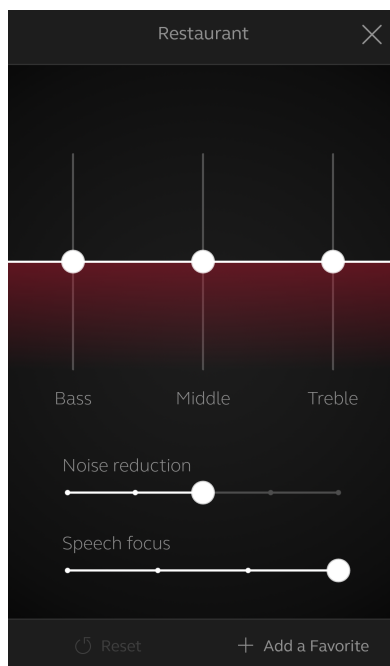 Restaurant
Bass Middle Treble
Noise reduction
Speech focus
Reset + Add a Favorite